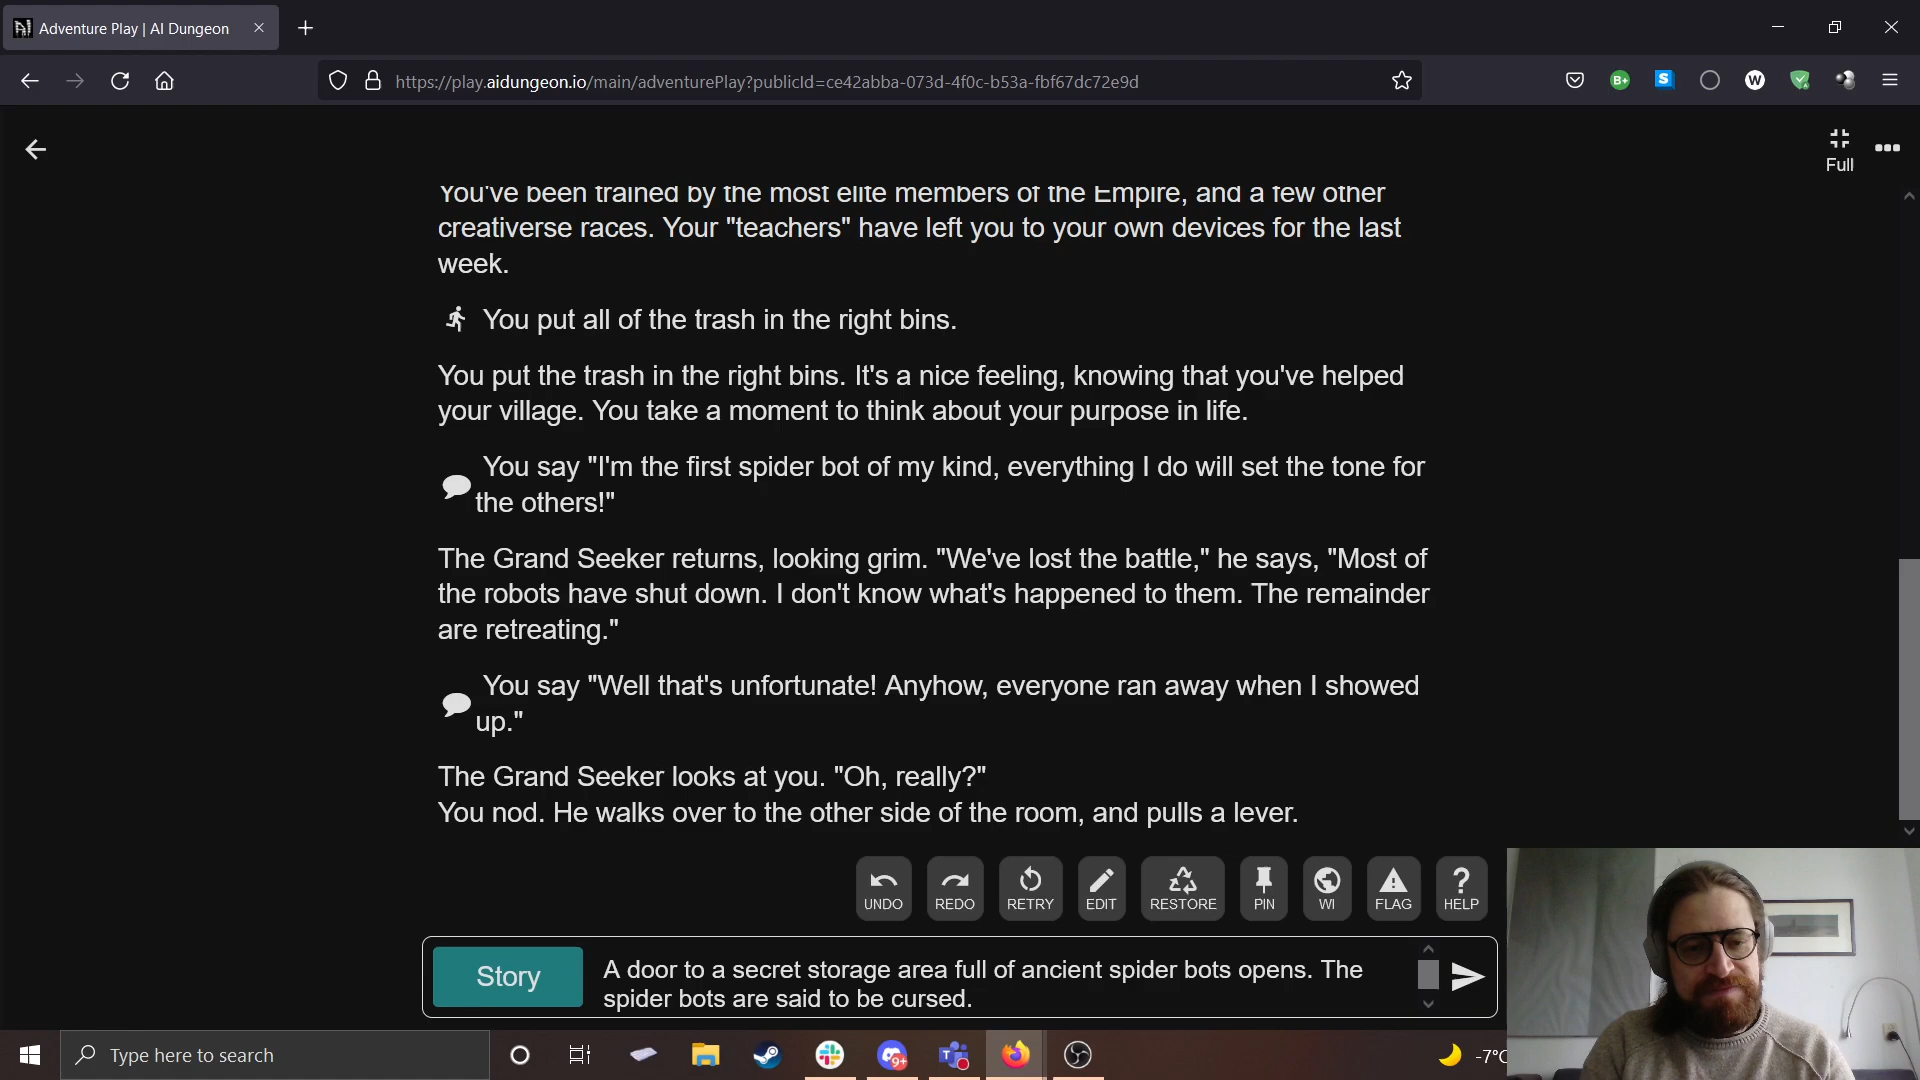 Adventure Play | AI Dungeon
https://play.aidungeon.io/main/adventurePlay?publicId=ce42abba-073d-4f0c-b53a-fbf67dc72e9d
B+
S
W
Full
You've been trained by the most elite members of the Empire, and a few other
creativerse races. Your "teachers" have left you to your own devices for the last
week.
You put all of the trash in the right bins.
You put the trash in the right bins. It's a nice feeling, knowing that you've helped
your village. You take a moment to think about your purpose in life.
You say "I'm the first spider bot of my kind, everything I do will set the tone for
the others!"
The Grand Seeker returns, looking grim. "We've lost the battle," he says, "Most of
the robots have shut down. I don't know what's happened to them. The remainder
are retreating."
You say "Well that's unfortunate! Anyhow, everyone ran away when I showed
up."
The Grand Seeker looks at you. "Oh, really?"
You nod. He walks over to the other side of the room, and pulls a lever.
UNDO REDO RETRY EDIT RESTORE PIN WI FLAG HELP
Story
A door to a secret storage area full of ancient spider bots opens. The
spider bots are said to be cursed.
Type here to search
9+
T
-7°C